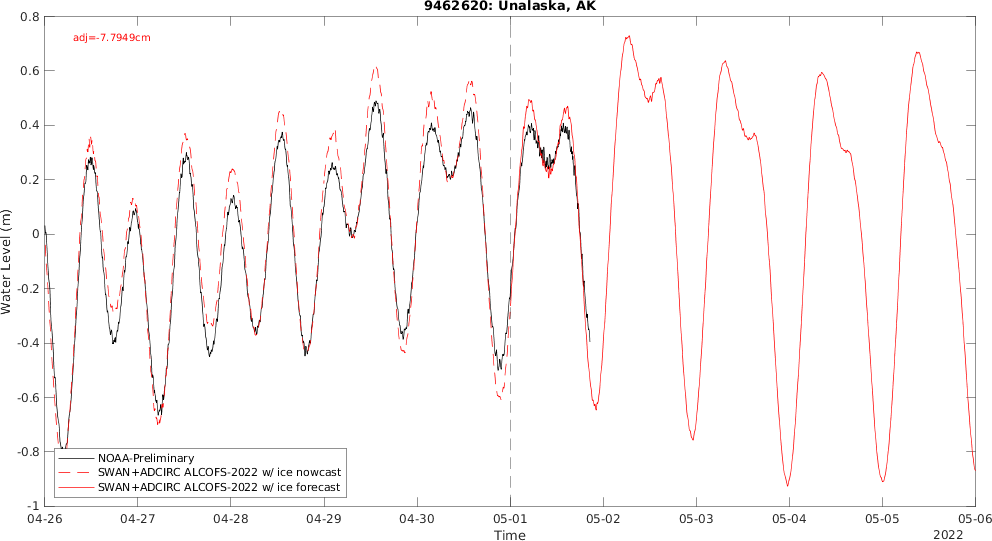 9462620: Unalaska, AK
adj=-7.7949cm
0.8
0.6
0.4
0.2
0
-0.2
-0.4
-0.6
-0.8
-1
Water Level (m)
NOAA-Preliminary
SWAN+ADCIRC ALCOFS-2022 w/ ice nowcast
SWAN+ADCIRC ALCOFS-2022 w/ ice forecast
04-26 04-27 04-28 04-29 04-30 05-01 05-02 05-03 05-04 05-05 05-06
Time
2022